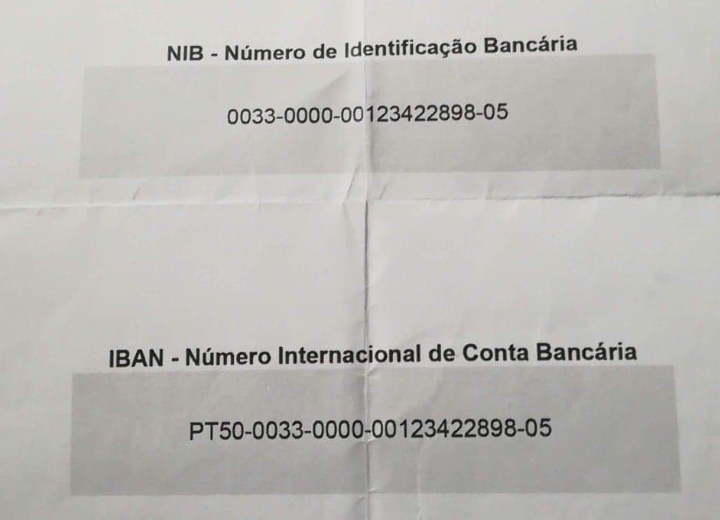 NIB - Número de Identificação Bancária
0033-0000-00123422898-05
IBAN - Número Internacional de Conta Bancária
PT50-0033-0000-00123422898-05